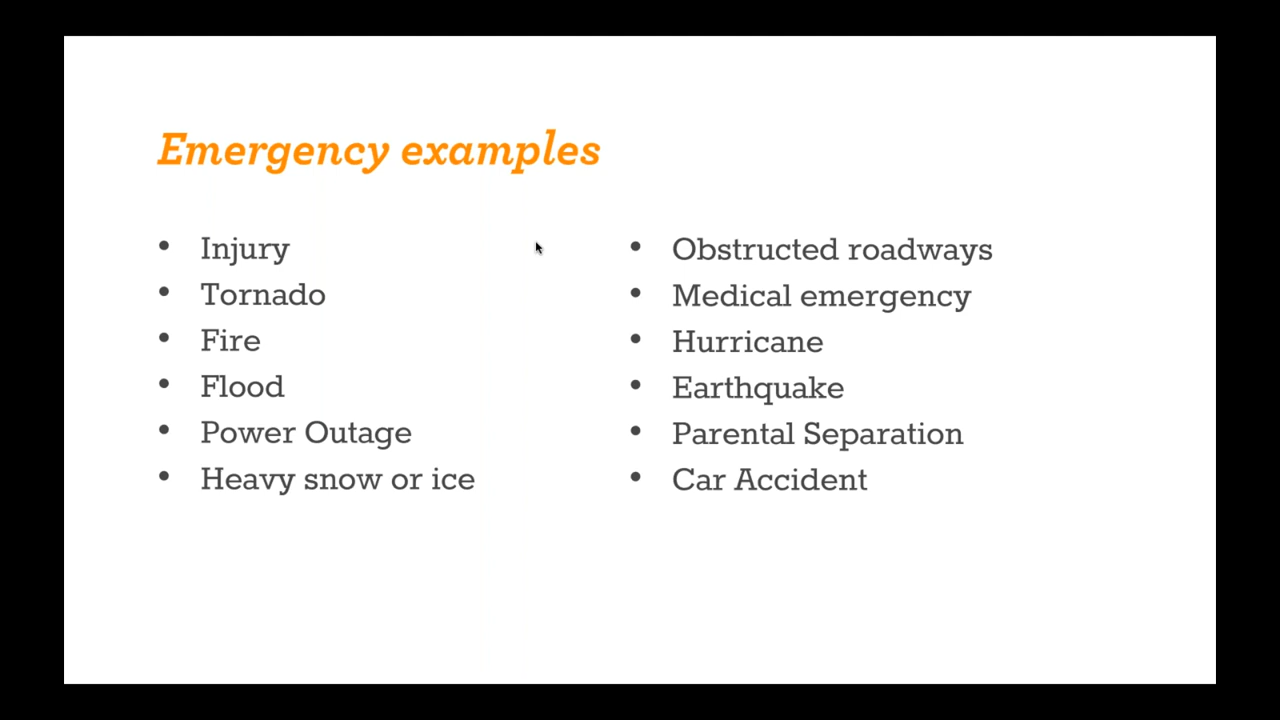 Emergency examples
• Injury
• Tornado
• Fire
• Flood
• Power Outage
• Heavy snow or ice
• Obstructed roadways
• Medical emergency
• Hurricane
• Earthquake
• Parental Separation
• Car Accident